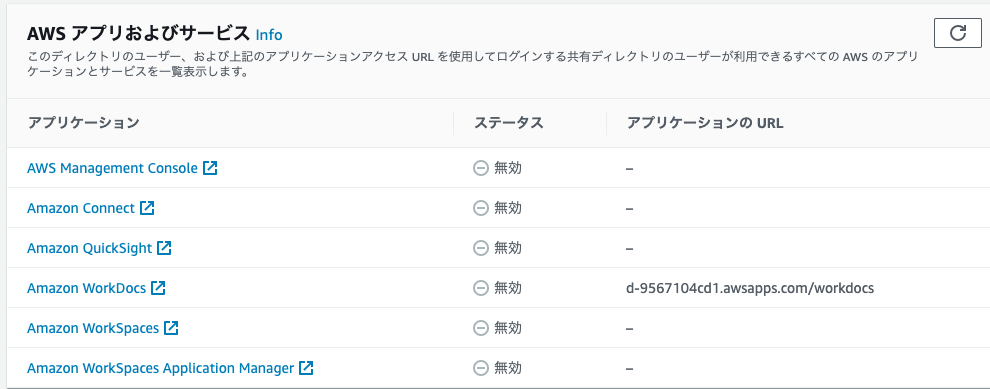 AWS アプリおよびサービス Info
このディレクトリのユーザー、および上記のアプリケーションアクセス URL を使用してログインする共有ディレクトリのユーザーが利用できるすべての AWS のアプリ
ケーションとサービスを一覧表示します。
アプリケーション ステータス アプリケーションの URL
AWS Management Console 無効 –
Amazon Connect 無効 –
Amazon QuickSight 無効 –
Amazon WorkDocs 無効 d-9567104cd1.awsapps.com/workdocs
Amazon WorkSpaces 無効 –
Amazon WorkSpaces Application Manager 無効 –